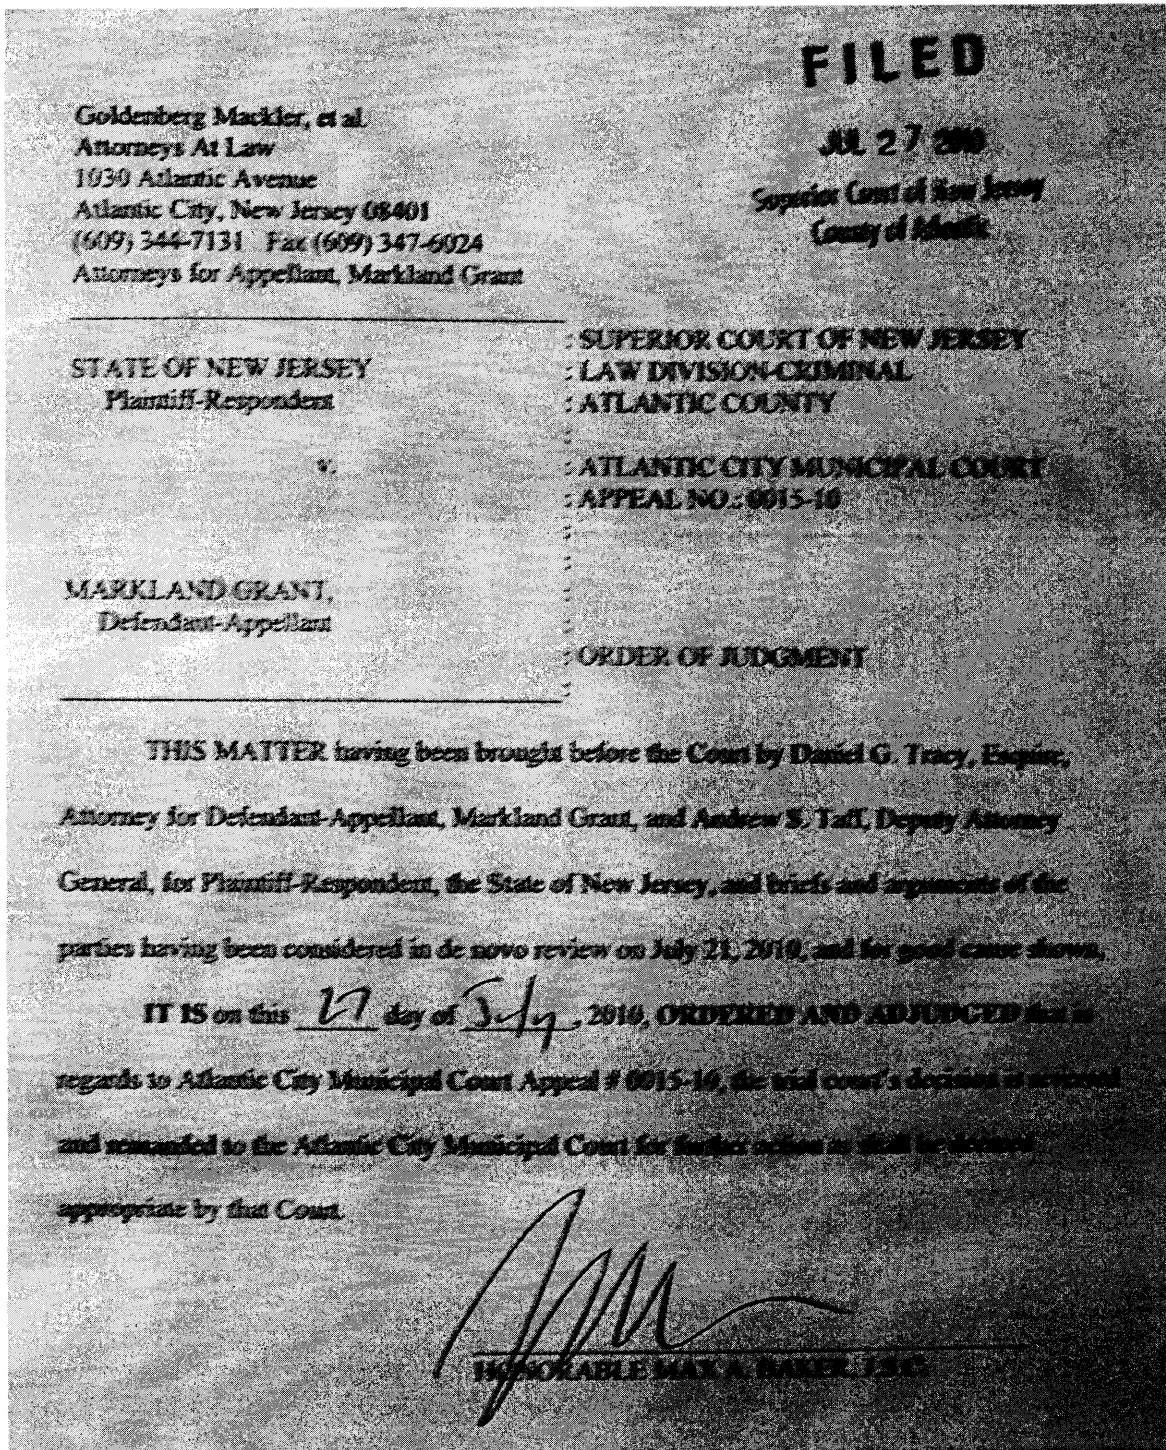 FILED
JUL 27 2010
Superior Court of New Jersey
County of Atlantic
Goldenberg Mackler, et al.
Attorneys At Law
1030 Atlantic Avenue
Atlantic City, New Jersey 08401
(609) 344-7131 Fax (609) 347-6024
Attorneys for Appellant, Markland Grant
STATE OF NEW JERSEY
Plaintiff-Respondent
v.
MARKLAND GRANT,
Defendant-Appellant
: SUPERIOR COURT OF NEW JERSEY
: LAW DIVISION-CRIMINAL
: ATLANTIC COUNTY
:
: ATLANTIC CITY MUNICIPAL COURT
: APPEAL NO.: 0015-10
:
:
:
:
: ORDER OF JUDGMENT
:
THIS MATTER having been brought before the Court by Daniel G. Tracy, Esquire,
Attorney for Defendant-Appellant, Markland Grant, and Andrew S. Taff, Deputy Attorney
General, for Plaintiff-Respondent, the State of New Jersey, and briefs and arguments of the
parties having been considered in de novo review on July 21, 2010, and for good cause shown,
IT IS on this 27 day of July, 2010, ORDERED AND ADJUDGED that in
regards to Atlantic City Municipal Court Appeal # 0015-10, the trial court's decision is reversed
and remanded to the Atlantic City Municipal Court for further action as shall be deemed
appropriate by that Court.
HONORABLE MAX A. BAKER, J.S.C.